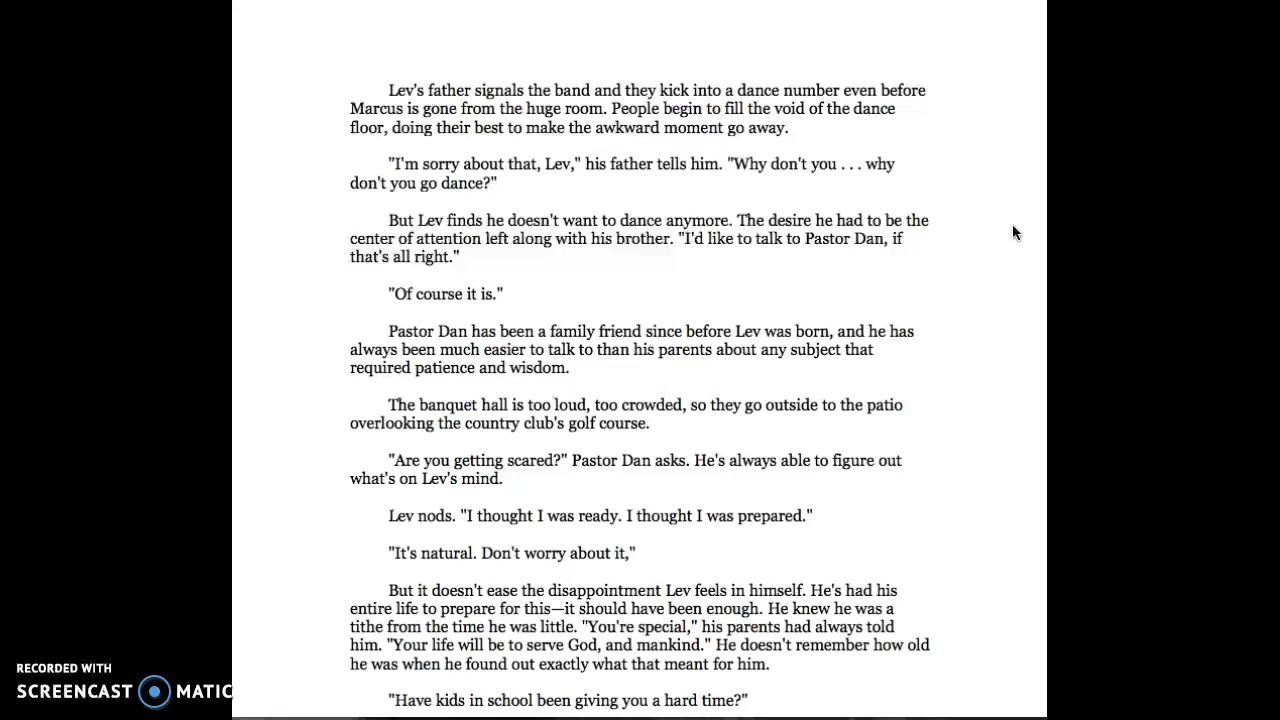 Lev's father signals the band and they kick into a dance number even before
Marcus is gone from the huge room. People begin to fill the void of the dance
floor, doing their best to make the awkward moment go away.
"I'm sorry about that, Lev," his father tells him. "Why don't you . . . why
don't you go dance?"
But Lev finds he doesn't want to dance anymore. The desire he had to be the
center of attention left along with his brother. "I'd like to talk to Pastor Dan, if
that's all right."
"Of course it is."
Pastor Dan has been a family friend since before Lev was born, and he has
always been much easier to talk to than his parents about any subject that
required patience and wisdom.
The banquet hall is too loud, too crowded, so they go outside to the patio
overlooking the country club's golf course.
"Are you getting scared?" Pastor Dan asks. He's always able to figure out
what's on Lev's mind.
Lev nods. "I thought I was ready. I thought I was prepared."
"It's natural. Don't worry about it,"
But it doesn't ease the disappointment Lev feels in himself. He's had his
entire life to prepare for this—it should have been enough. He knew he was a
tithe from the time he was little. "You're special," his parents had always told
him. "Your life will be to serve God, and mankind." He doesn't remember how old
he was when he found out exactly what that meant for him.
"Have kids in school been giving you a hard time?"
RECORDED WITH
SCREENCAST MATIC